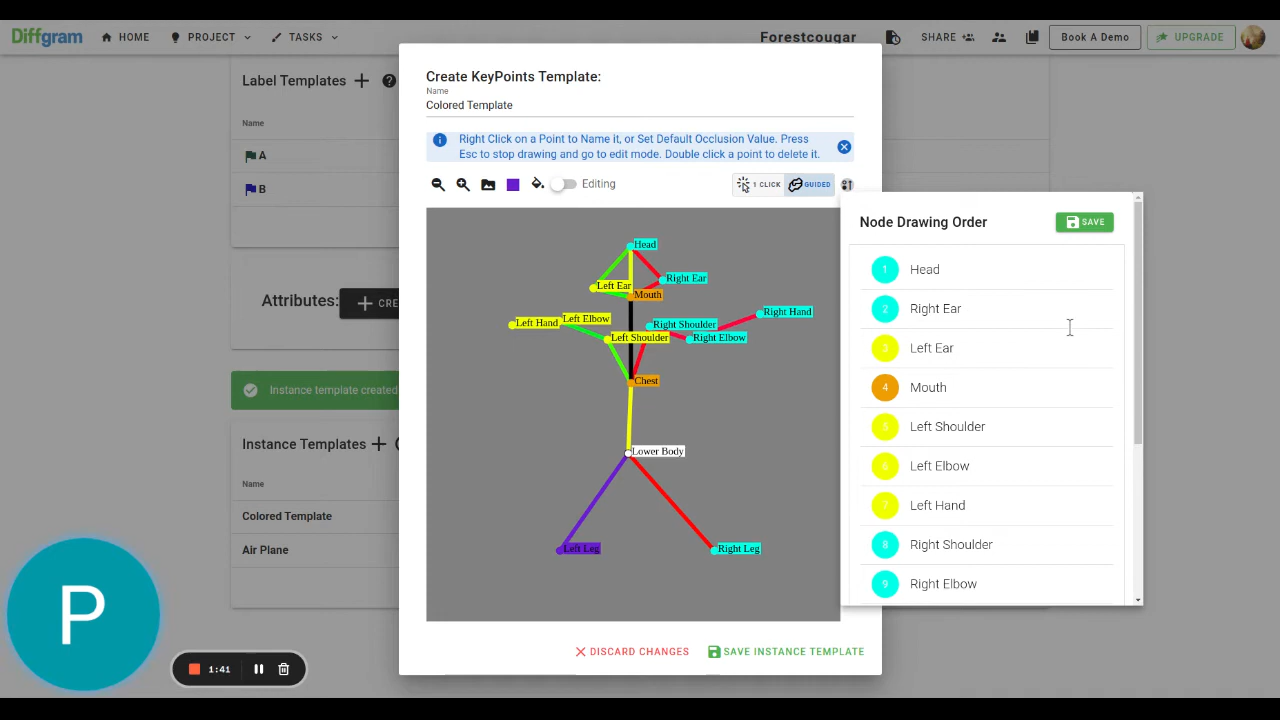 Diffgram
HOME
PROJECT
TASKS
Forestcougar
SHARE
Book A Demo
UPGRADE
Label Templates
Name
A
B
Attributes:
CRE
Instance template created
Instance Templates
Name
Colored Template
Air Plane
Create KeyPoints Template:
Name
Colored Template
Right Click on a Point to Name it, or Set Default Occlusion Value. Press
Esc to stop drawing and go to edit mode. Double click a point to delete it.
Editing
1 CLICK
GUIDED
Head
Right Ear
Left Ear
Mouth
Right Hand
Left Elbow
Left Hand
Right Shoulder
Left Shoulder
Right Elbow
Chest
Lower Body
Left Leg
Right Leg
Node Drawing Order
SAVE
1 Head
2 Right Ear
3 Left Ear
4 Mouth
5 Left Shoulder
6 Left Elbow
7 Left Hand
8 Right Shoulder
9 Right Elbow
DISCARD CHANGES
SAVE INSTANCE TEMPLATE
P
1:41